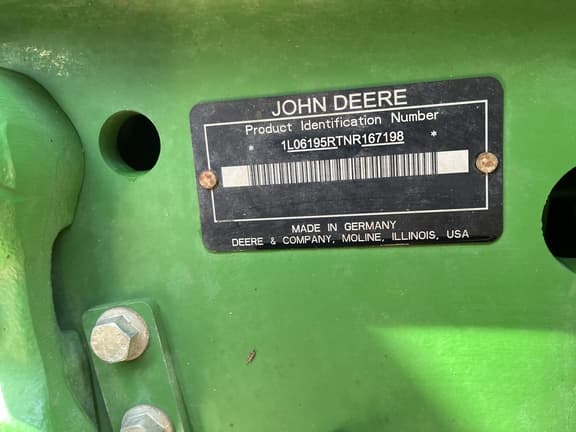 JOHN DEERE
Product Identification Number
* 1L06195RTNR167198 *
MADE IN GERMANY
DEERE & COMPANY, MOLINE, ILLINOIS, USA